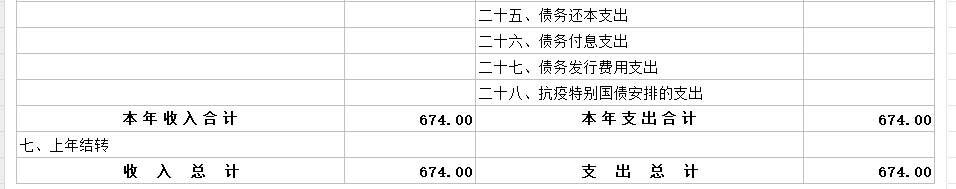 二十五、债务还本支出
二十六、债务付息支出
二十七、债务发行费用支出
二十八、抗疫特别国债安排的支出
本年收入合计 674.00 本年支出合计 674.00
七、上年结转
收 入 总 计 674.00 支 出 总 计 674.00